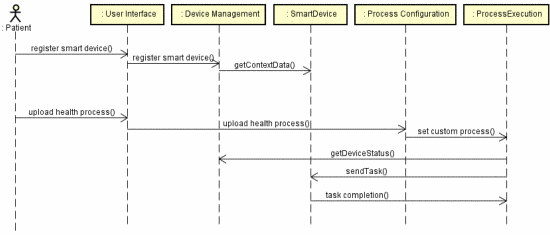 : User Interface
: Device Management
: SmartDevice
: Process Configuration
: ProcessExecution
: Patient
register smart device()
register smart device()
getContextData()
upload health process()
upload health process()
set custom process()
getDeviceStatus()
sendTask()
task completion()